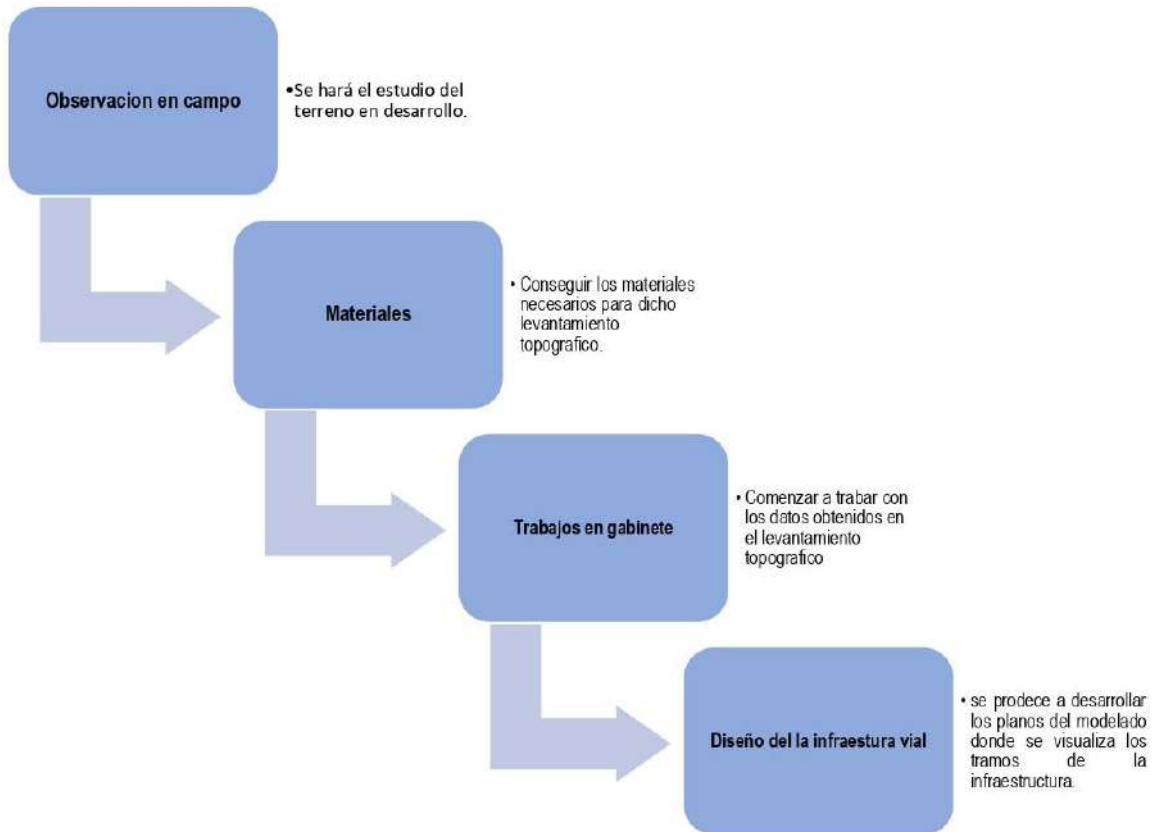 Observacion en campo
•Se hará el estudio del
terreno en desarrollo.
Materiales
• Conseguir los materiales
necesarios para dicho
levantamiento
topografico.
Trabajos en gabinete
• Comenzar a trabar con
los datos obtenidos en
el levantamiento
topografico
Diseño del la infraestura vial
• se prodece a desarrollar
los planos del modelado
donde se visualiza los
tramos de la
infraestructura.